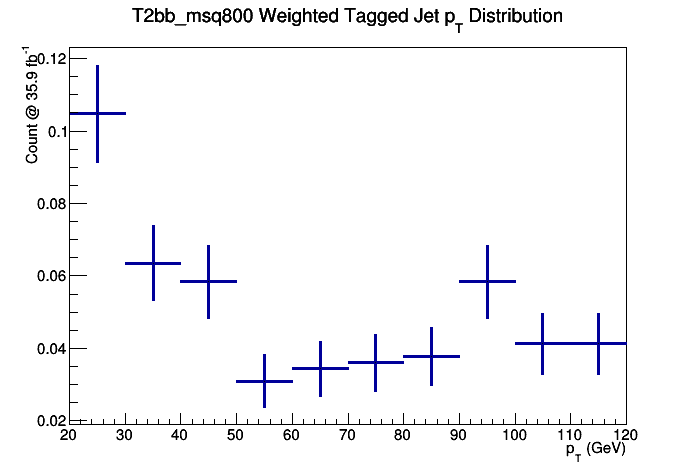 T2bb_msq800 Weighted Tagged Jet p_T Distribution
Count @ 35.9 fb^-1
0.12
0.1
0.08
0.06
0.04
0.02
20 30 40 50 60 70 80 90 100 110 120
p_T (GeV)